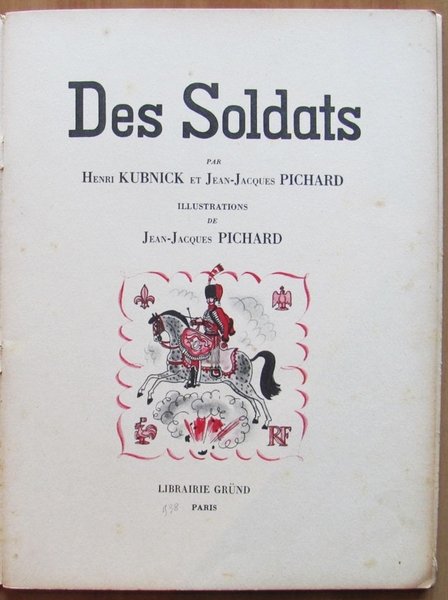 Des Soldats
PAR
HENRI KUBNICK ET JEAN-JACQUES PICHARD
ILLUSTRATIONS
DE
JEAN-JACQUES PICHARD
RF
LIBRAIRIE GRÜND
PARIS